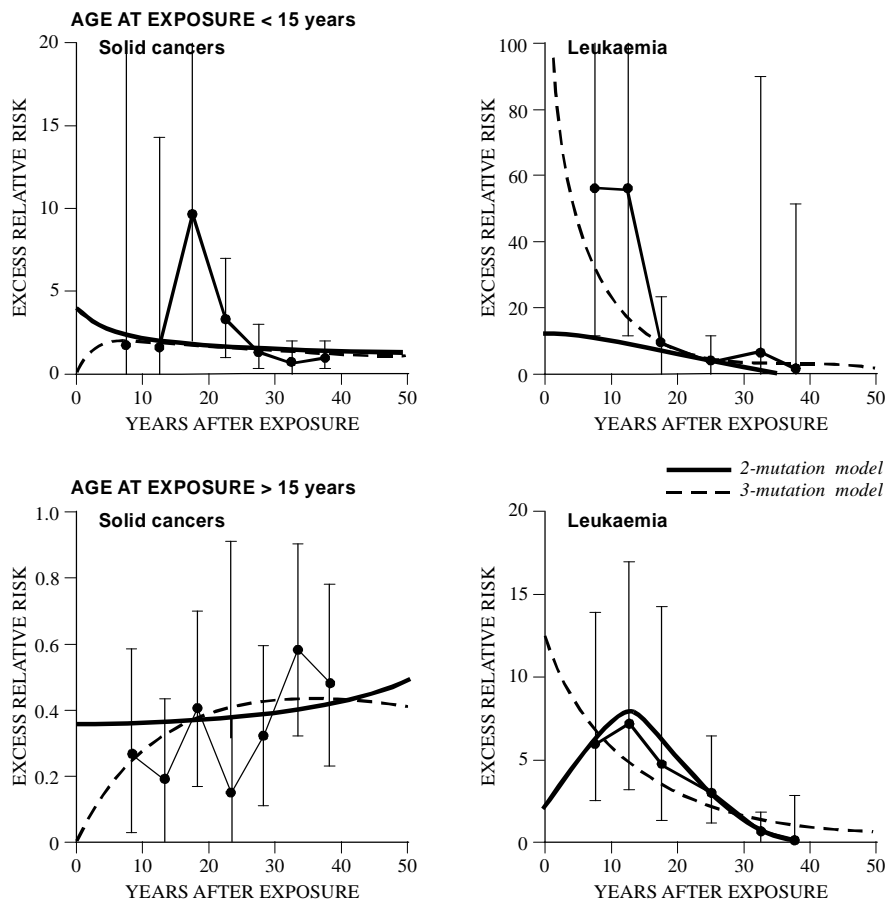 AGE AT EXPOSURE < 15 years
Solid cancers
EXCESS RELATIVE RISK
20
15
10
5
0
0 10 20 30 40 50
YEARS AFTER EXPOSURE
Leukaemia
EXCESS RELATIVE RISK
100
80
60
40
20
0
0 10 20 30 40 50
YEARS AFTER EXPOSURE
2-mutation model
3-mutation model
AGE AT EXPOSURE > 15 years
Solid cancers
EXCESS RELATIVE RISK
1.0
0.8
0.6
0.4
0.2
0
0 10 20 30 40 50
YEARS AFTER EXPOSURE
Leukaemia
EXCESS RELATIVE RISK
20
15
10
5
0
0 10 20 30 40 50
YEARS AFTER EXPOSURE